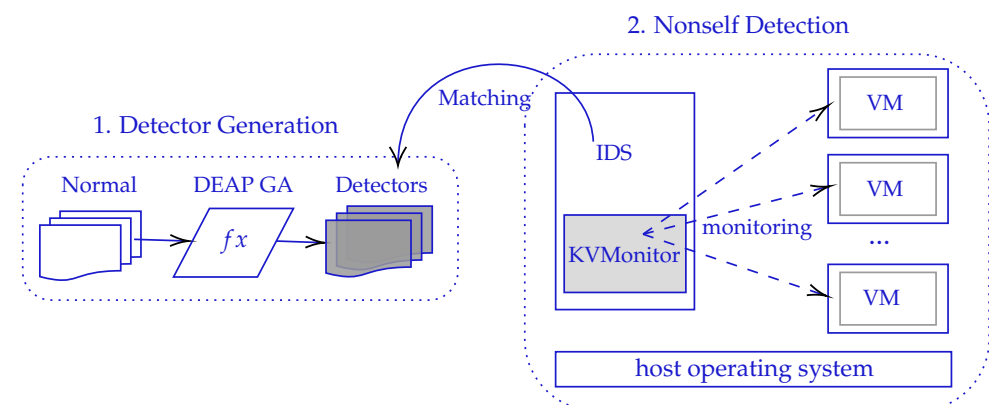 2. Nonself Detection
1. Detector Generation
Normal
DEAP GA
Detectors
fx
Matching
IDS
KVMonitor
monitoring
VM
VM
...
VM
host operating system